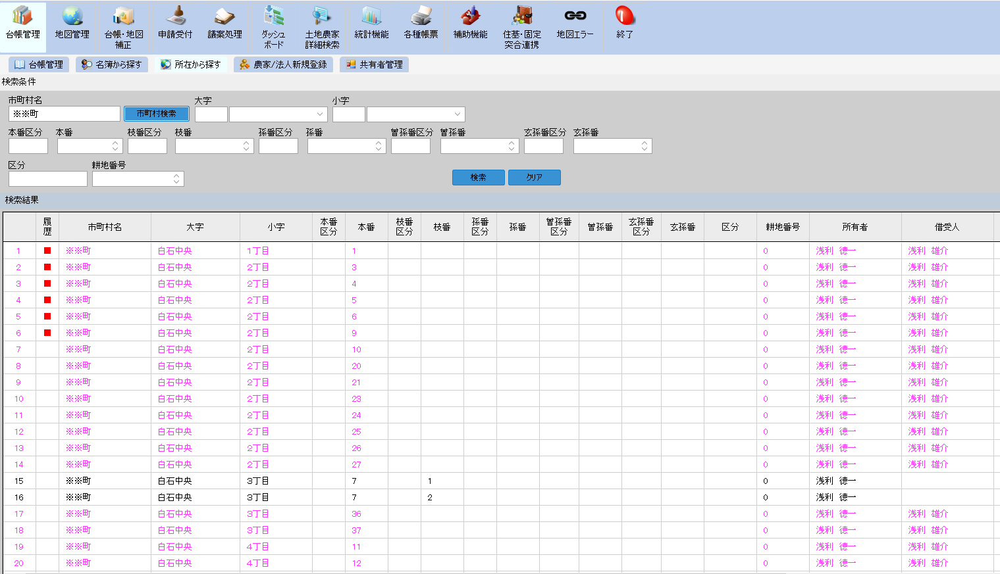 台帳管理 地図管理 台帳・地図補正 申請受付 議案処理 ダッシュボード 土地農家詳細検索 統計機能 各種帳票 補助機能 住基・固定突合連携 地図エラー 終了
台帳管理 名簿から探す 所在から探す 農家/法人新規登録 共有者管理
検索条件
市町村名 大字 小字
※※町 市町村検索
本番区分 本番 枝番区分 枝番 孫番区分 孫番 曽孫番区分 曽孫番 玄孫番区分 玄孫番
区分 耕地番号
検索 クリア
検索結果
履歴 市町村名 大字 小字 本番区分 本番 枝番区分 枝番 孫番区分 孫番 曽孫番区分 曽孫番 玄孫番区分 玄孫番 区分 耕地番号 所有者 借受人
1 ■ ※※町 白石中央 1丁目 1 0 浅利 徳一 浅利 雄介
2 ■ ※※町 白石中央 2丁目 3 0 浅利 徳一 浅利 雄介
3 ■ ※※町 白石中央 2丁目 4 0 浅利 徳一 浅利 雄介
4 ■ ※※町 白石中央 2丁目 5 0 浅利 徳一 浅利 雄介
5 ■ ※※町 白石中央 2丁目 6 0 浅利 徳一 浅利 雄介
6 ■ ※※町 白石中央 2丁目 9 0 浅利 徳一 浅利 雄介
7 ※※町 白石中央 2丁目 10 0 浅利 徳一 浅利 雄介
8 ※※町 白石中央 2丁目 20 0 浅利 徳一 浅利 雄介
9 ※※町 白石中央 2丁目 21 0 浅利 徳一 浅利 雄介
10 ※※町 白石中央 2丁目 23 0 浅利 徳一 浅利 雄介
11 ※※町 白石中央 2丁目 24 0 浅利 徳一 浅利 雄介
12 ※※町 白石中央 2丁目 25 0 浅利 徳一 浅利 雄介
13 ※※町 白石中央 2丁目 26 0 浅利 徳一 浅利 雄介
14 ※※町 白石中央 2丁目 27 0 浅利 徳一 浅利 雄介
15 ※※町 白石中央 3丁目 7 1 0 浅利 徳一
16 ※※町 白石中央 3丁目 7 2 0 浅利 徳一
17 ※※町 白石中央 3丁目 36 0 浅利 徳一 浅利 雄介
18 ※※町 白石中央 3丁目 37 0 浅利 徳一 浅利 雄介
19 ※※町 白石中央 4丁目 11 0 浅利 徳一 浅利 雄介
20 ※※町 白石中央 4丁目 12 0 浅利 徳一 浅利 雄介